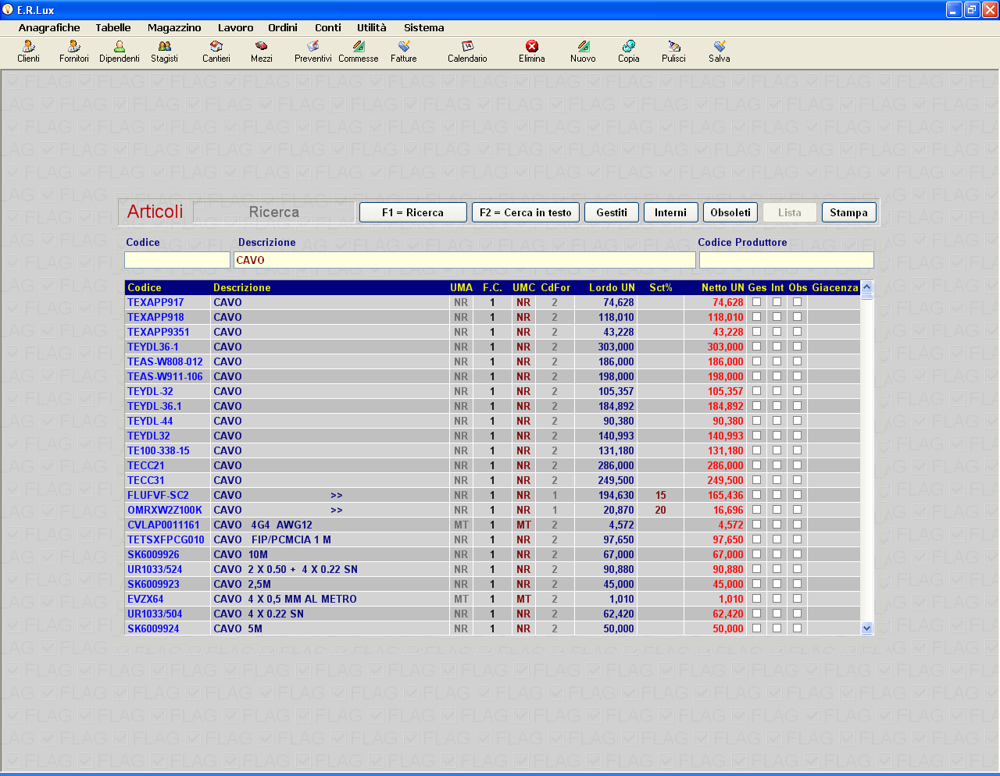 E.R.Lux
Anagrafiche Tabelle Magazzino Lavoro Ordini Conti Utilità Sistema
Clienti Fornitori Dipendenti Stagisti Cantieri Mezzi Preventivi Commesse Fatture Calendario Elimina Nuovo Copia Pulisci Salva
Articoli Ricerca F1 = Ricerca F2 = Cerca in testo Gestiti Interni Obsoleti Lista Stampa
Codice Descrizione Codice Produttore
CAVO
Codice Descrizione UMA F.C. UMC CdFor Lordo UN Sct% Netto UN Ges Int Obs Giacenza
TEXAPP917 CAVO NR 1 NR 2 74,628 74,628
TEXAPP918 CAVO NR 1 NR 2 118,010 118,010
TEXAPP9351 CAVO NR 1 NR 2 43,228 43,228
TEYDL36-1 CAVO NR 1 NR 2 303,000 303,000
TEAS-W808-012 CAVO NR 1 NR 2 186,000 186,000
TEAS-W911-106 CAVO NR 1 NR 2 198,000 198,000
TEYDL-32 CAVO NR 1 NR 2 105,357 105,357
TEYDL-36.1 CAVO NR 1 NR 2 184,892 184,892
TEYDL-44 CAVO NR 1 NR 2 90,380 90,380
TEYDL32 CAVO NR 1 NR 2 140,993 140,993
TE100-338-15 CAVO NR 1 NR 2 131,180 131,180
TECC21 CAVO NR 1 NR 2 286,000 286,000
TECC31 CAVO NR 1 NR 2 249,500 249,500
FLUFVF-SC2 CAVO >> NR 1 NR 1 194,630 15 165,436
OMRXW2Z100K CAVO >> NR 1 NR 1 20,870 20 16,696
CVLAP0011161 CAVO 4G4 AWG12 MT 1 MT 2 4,572 4,572
TETSXFPCG010 CAVO FIP/PCMCIA 1 M NR 1 NR 2 97,650 97,650
SK6009926 CAVO 10M NR 1 NR 2 67,000 67,000
UR1033/524 CAVO 2 X 0.50 + 4 X 0.22 SN NR 1 NR 2 90,880 90,880
SK6009923 CAVO 2,5M NR 1 NR 2 45,000 45,000
EVZX64 CAVO 4 X 0,5 MM AL METRO MT 1 MT 2 1,010 1,010
UR1033/504 CAVO 4 X 0.22 SN NR 1 NR 2 62,420 62,420
SK6009924 CAVO 5M NR 1 NR 2 50,000 50,000